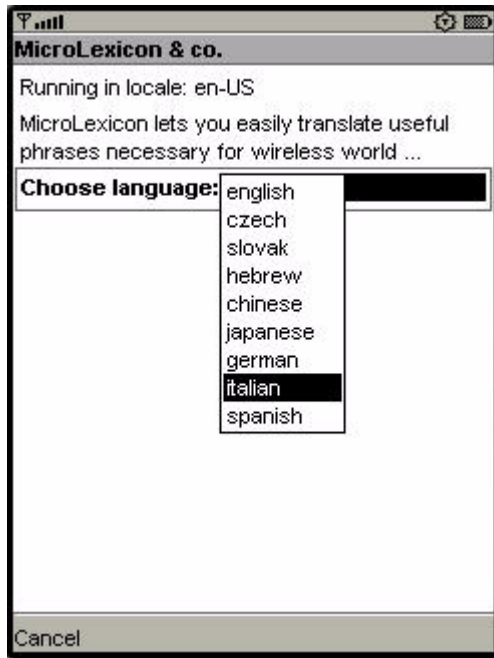 MicroLexicon & co.
Running in locale: en-US
MicroLexicon lets you easily translate useful
phrases necessary for wireless world ...
Choose language:
english
czech
slovak
hebrew
chinese
japanese
german
italian
spanish
Cancel